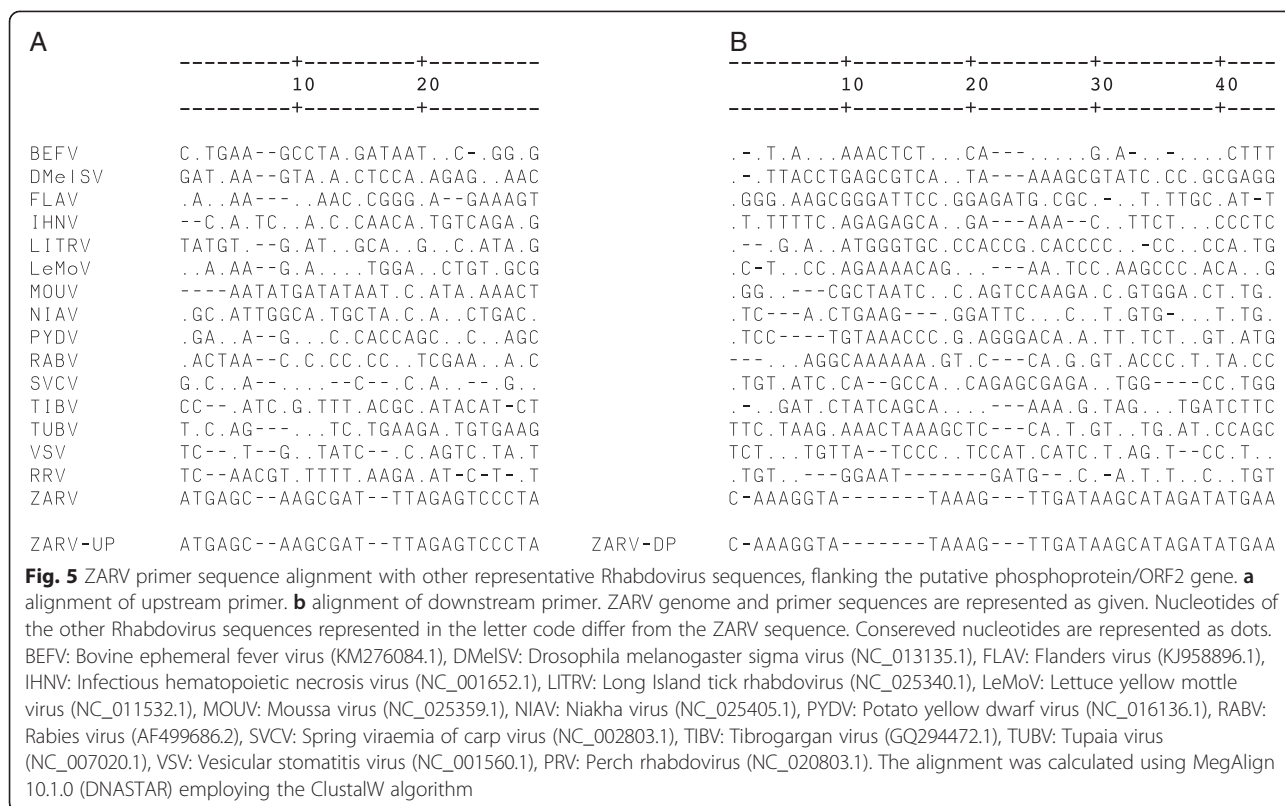 A B
---------+---------+--------- ---------+---------+---------+---------+----
10 20 10 20 30 40
---------+---------+--------- ---------+---------+---------+---------+----
BEFV C.TGAA--GCCTA.GATAAT..C-.GG.G .-.T.A...AAACTCT...CA---.....G.A-..-....CTTT
DMelSV GAT.AA--GTA.A.CTCCA.AGAG..AAC .-.TTACCTGAGCGTCA..TA---AAAGCGTATC.CC.GCGAGG
FLAV .A..AA---..AAC.CGGG.A--GAAAGT .GGG.AAGCGGGATTCC.GGAGATG.CGC.-..T.TTGC.AT-T
IHNV --C.A.TC..A.C.CAACA.TGTCAGA.G .T.TTTTC.AGAGAGCA..GA---AAA--C..TTCT...CCCTC
LITRV TATGT.--G.AT..GCA..G..C.ATA.G .--.G.A..ATGGGTGC.CCACCG.CACCCC..-CC..CCA.TG
LeMoV ..A.AA--G.A....TGGA..CTGT.GCG .C-T..CC.AGAAAACAG...---AA.TCC.AAGCCC.ACA..G
MOUV ----AATATGATATAAT.C.ATA.AAACT .GG..---CGCTAATC..C.AGTCCAAGA.C.GTGGA.CT.TG.
NIAV .GC.ATTGGCA.TGCTA.C.A..CTGAC. .TC---A.CTGAAG---.GGATTC...C..T.GTG-...T.TG.
PYDV .GA..A--G...C.CACCAGC..C..AGC .TCC----TGTAAACCC.G.AGGGACA.A.TT.TCT..GT.ATG
RABV .ACTAA--C.C.CC.CC..TCGAA..A.C ---...AGGCAAAAAA.GT.C---CA.G.GT.ACCC.T.TA.CC
SVCV G.C..A--....--C..C.A..--.G.. .TGT.ATC.CA--GCCA..CAGAGCGAGA..TGG----CC.TGG
TIBV CC--.ATC.G.TTT.ACGC.ATACAT-CT .-..GAT.CTATCAGCA....---AAA.G.TAG...TGATCTTC
TUBV T.C.AG---...TC.TGAAGA.TGTGAAG TTC.TAAG.AAACTAAAGCTC---CA.T.GT..TG.AT.CCAGC
VSV TC--.T--G..TATC..C.AGTC.TA.T TCT...TGTTA--TCCC..TCCAT.CATC.T.AG.T--CC.T..
RRV TC--AACGT.TTTT.AAGA.AT-C-T-.T .TGT..---GGAAT-------GATG--.C.-A.T.T..C..TGT
ZARV ATGAGC--AAGCGAT--TTAGAGTCCCTA C-AAAGGTA-------TAAAG---TTGATAAGCATAGATATGAA
ZARV-UP ATGAGC--AAGCGAT--TTAGAGTCCCTA ZARV-DP C-AAAGGTA-------TAAAG---TTGATAAGCATAGATATGAA
Fig. 5 ZARV primer sequence alignment with other representative Rhabdovirus sequences, flanking the putative phosphoprotein/ORF2 gene. a
alignment of upstream primer. b alignment of downstream primer. ZARV genome and primer sequences are represented as given. Nucleotides of
the other Rhabdovirus sequences represented in the letter code differ from the ZARV sequence. Consereved nucleotides are represented as dots.
BEFV: Bovine ephemeral fever virus (KM276084.1), DMelSV: Drosophila melanogaster sigma virus (NC_013135.1), FLAV: Flanders virus (KJ958896.1),
IHNV: Infectious hematopoietic necrosis virus (NC_001652.1), LITRV: Long Island tick rhabdovirus (NC_025340.1), LeMoV: Lettuce yellow mottle
virus (NC_011532.1), MOUV: Moussa virus (NC_025359.1), NIAV: Niakha virus (NC_025405.1), PYDV: Potato yellow dwarf virus (NC_016136.1), RABV:
Rabies virus (AF499686.2), SVCV: Spring viraemia of carp virus (NC_002803.1), TIBV: Tibrogargan virus (GQ294472.1), TUBV: Tupaia virus
(NC_007020.1), VSV: Vesicular stomatitis virus (NC_001560.1), PRV: Perch rhabdovirus (NC_020803.1). The alignment was calculated using MegAlign
10.1.0 (DNASTAR) employing the ClustalW algorithm